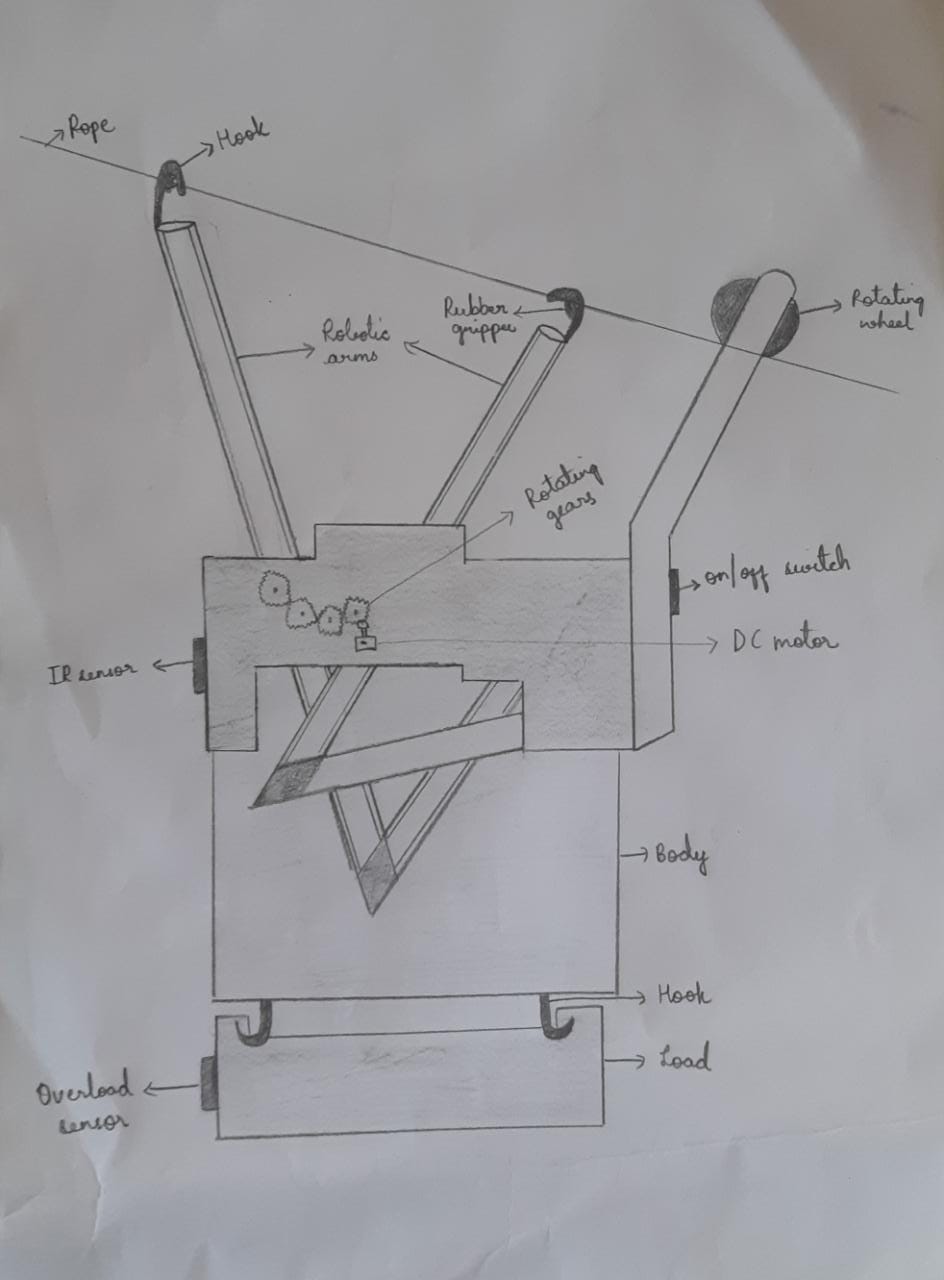 Rope
Hook
Rubber
gripper
Rotating
wheel
Robotic
arms
Rotating
gears
on/off switch
DC motor
IR sensor
Body
Hook
Load
Overload
sensor